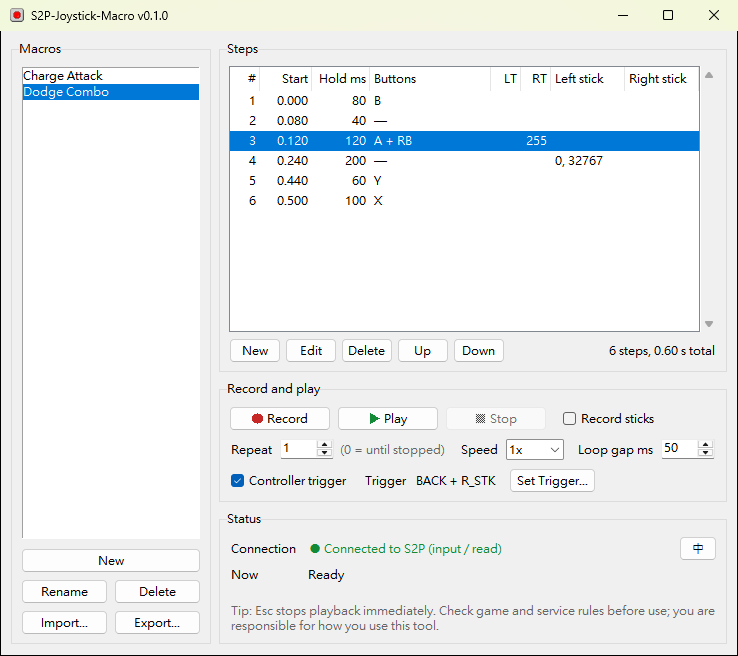 S2P-Joystick-Macro v0.1.0
Macros
Charge Attack
Dodge Combo
New
Rename Delete
Import... Export...
Steps
# Start Hold ms Buttons LT RT Left stick Right stick
1 0.000 80 B
2 0.080 40 —
3 0.120 120 A + RB 255
4 0.240 200 — 0, 32767
5 0.440 60 Y
6 0.500 100 X
New Edit Delete Up Down 6 steps, 0.60 s total
Record and play
Record Play Stop Record sticks
Repeat 1 (0 = until stopped) Speed 1x Loop gap ms 50
Controller trigger Trigger BACK + R_STK Set Trigger...
Status
Connection Connected to S2P (input / read) 中
Now Ready
Tip: Esc stops playback immediately. Check game and service rules before use; you are
responsible for how you use this tool.